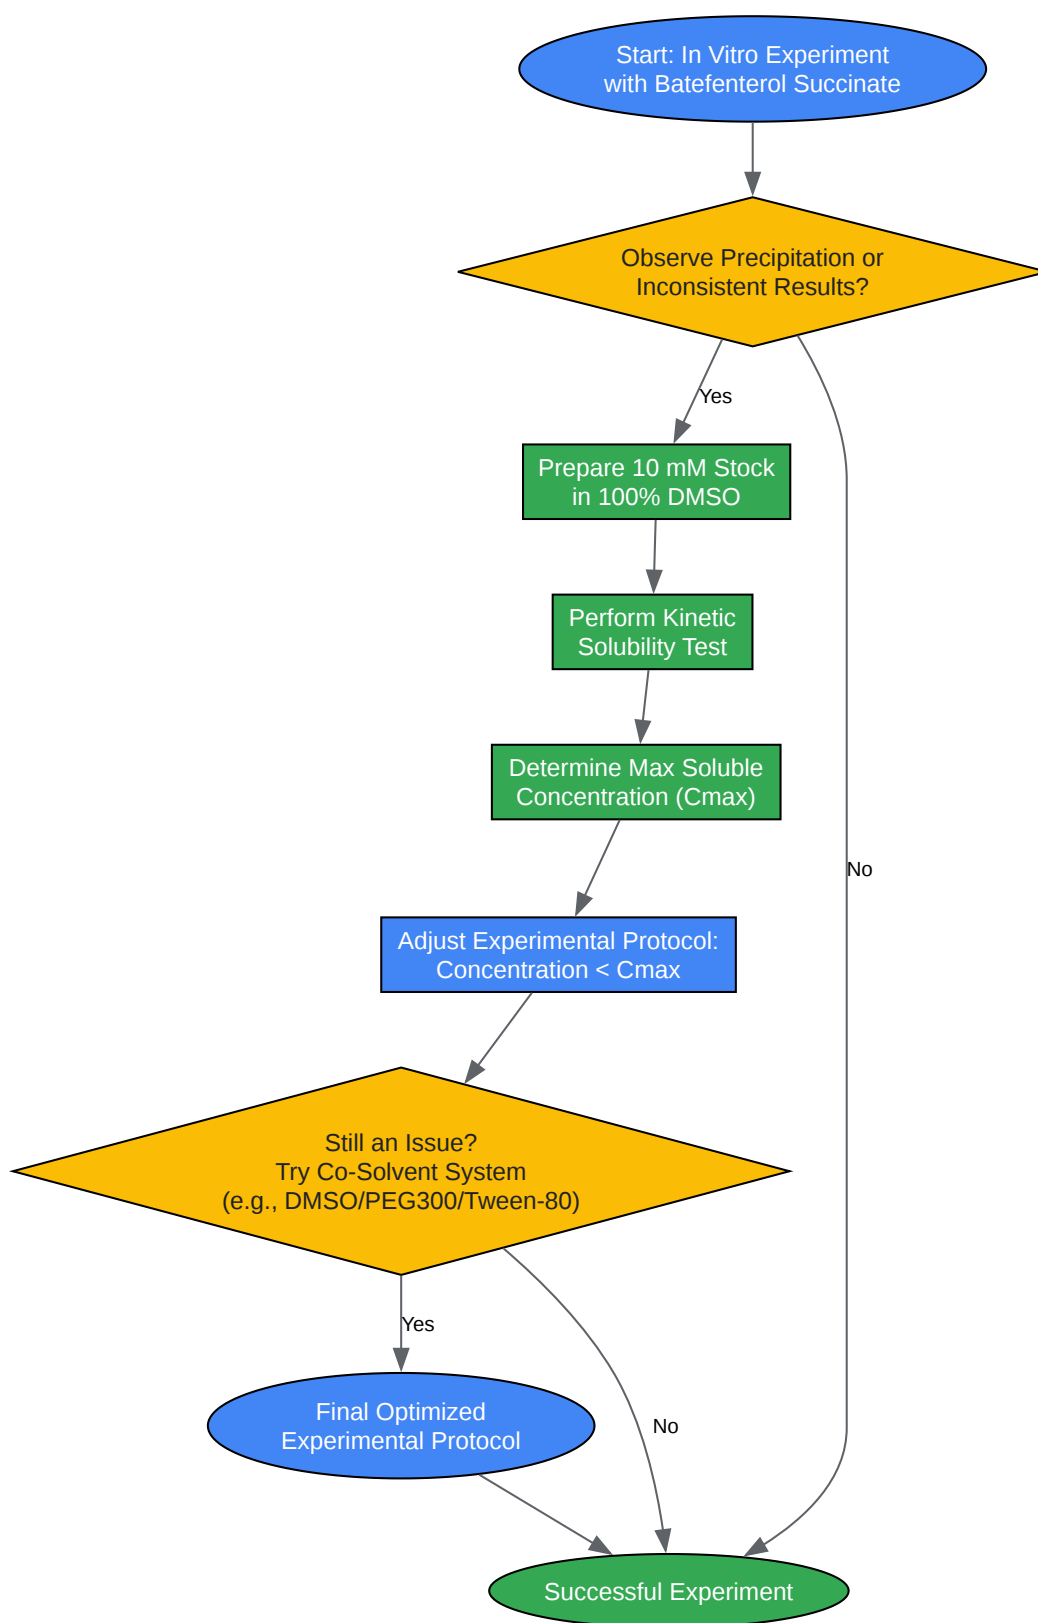 Start: In Vitro Experiment
with Batefenterol Succinate
Observe Precipitation or
Inconsistent Results?
Yes
Prepare 10 mM Stock
in 100% DMSO
Perform Kinetic
Solubility Test
Determine Max Soluble
Concentration (Cmax)
No
Adjust Experimental Protocol:
Concentration < Cmax
Still an Issue?
Try Co-Solvent System
(e.g., DMSO/PEG300/Tween-80)
Yes
Final Optimized
Experimental Protocol
No
Successful Experiment